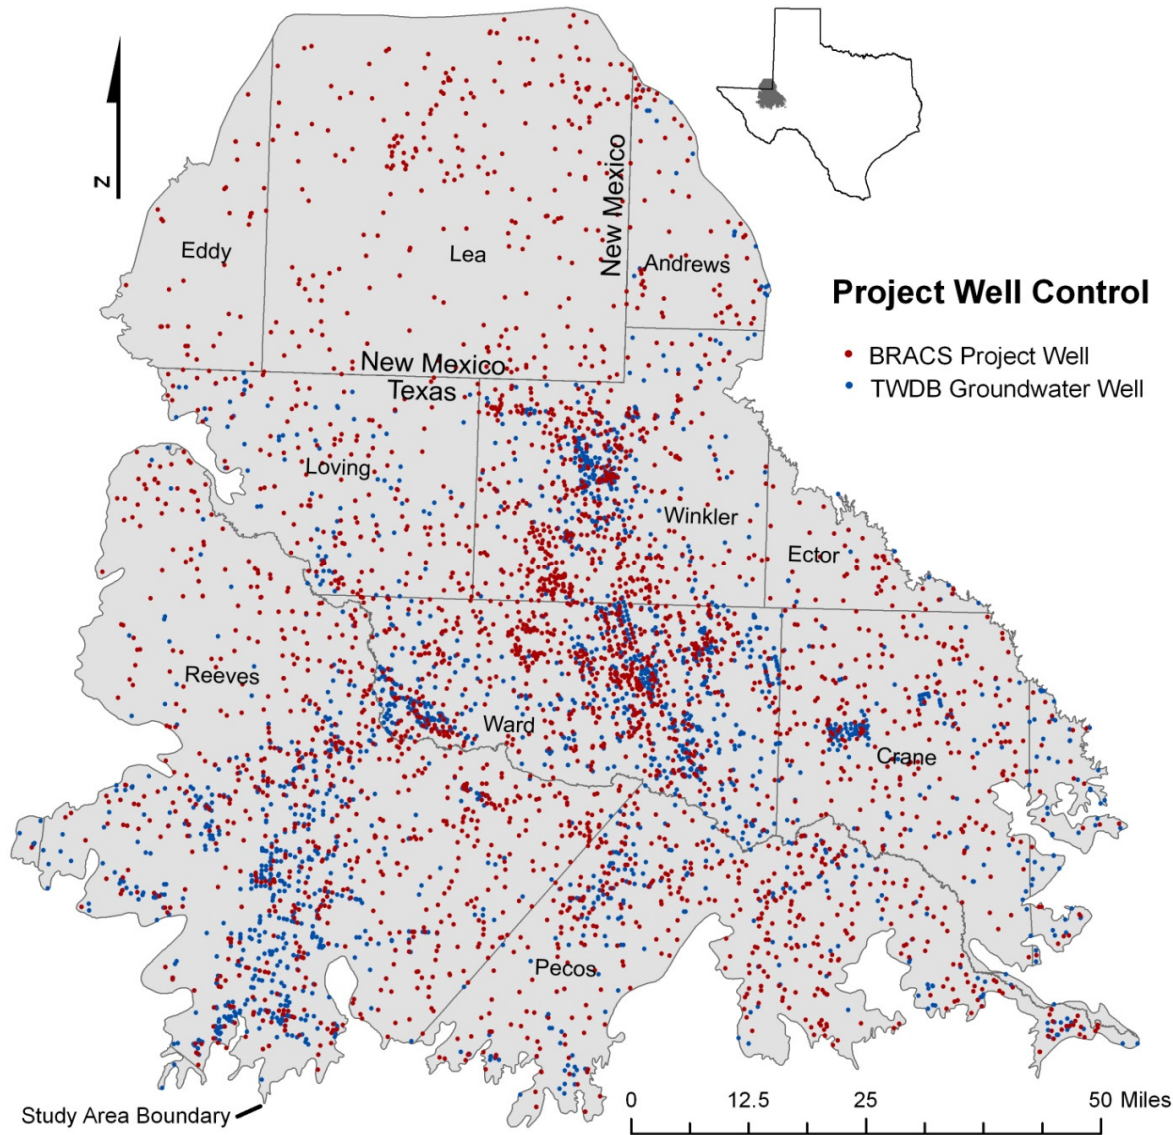 Z
New Mexico
Eddy
Lea
Andrews
Project Well Control
BRACS Project Well
TWDB Groundwater Well
New Mexico
Texas
Loving
Winkler
Ector
Reeves
Ward
Crane
Pecos
Study Area Boundary
0 12.5 25 50 Miles